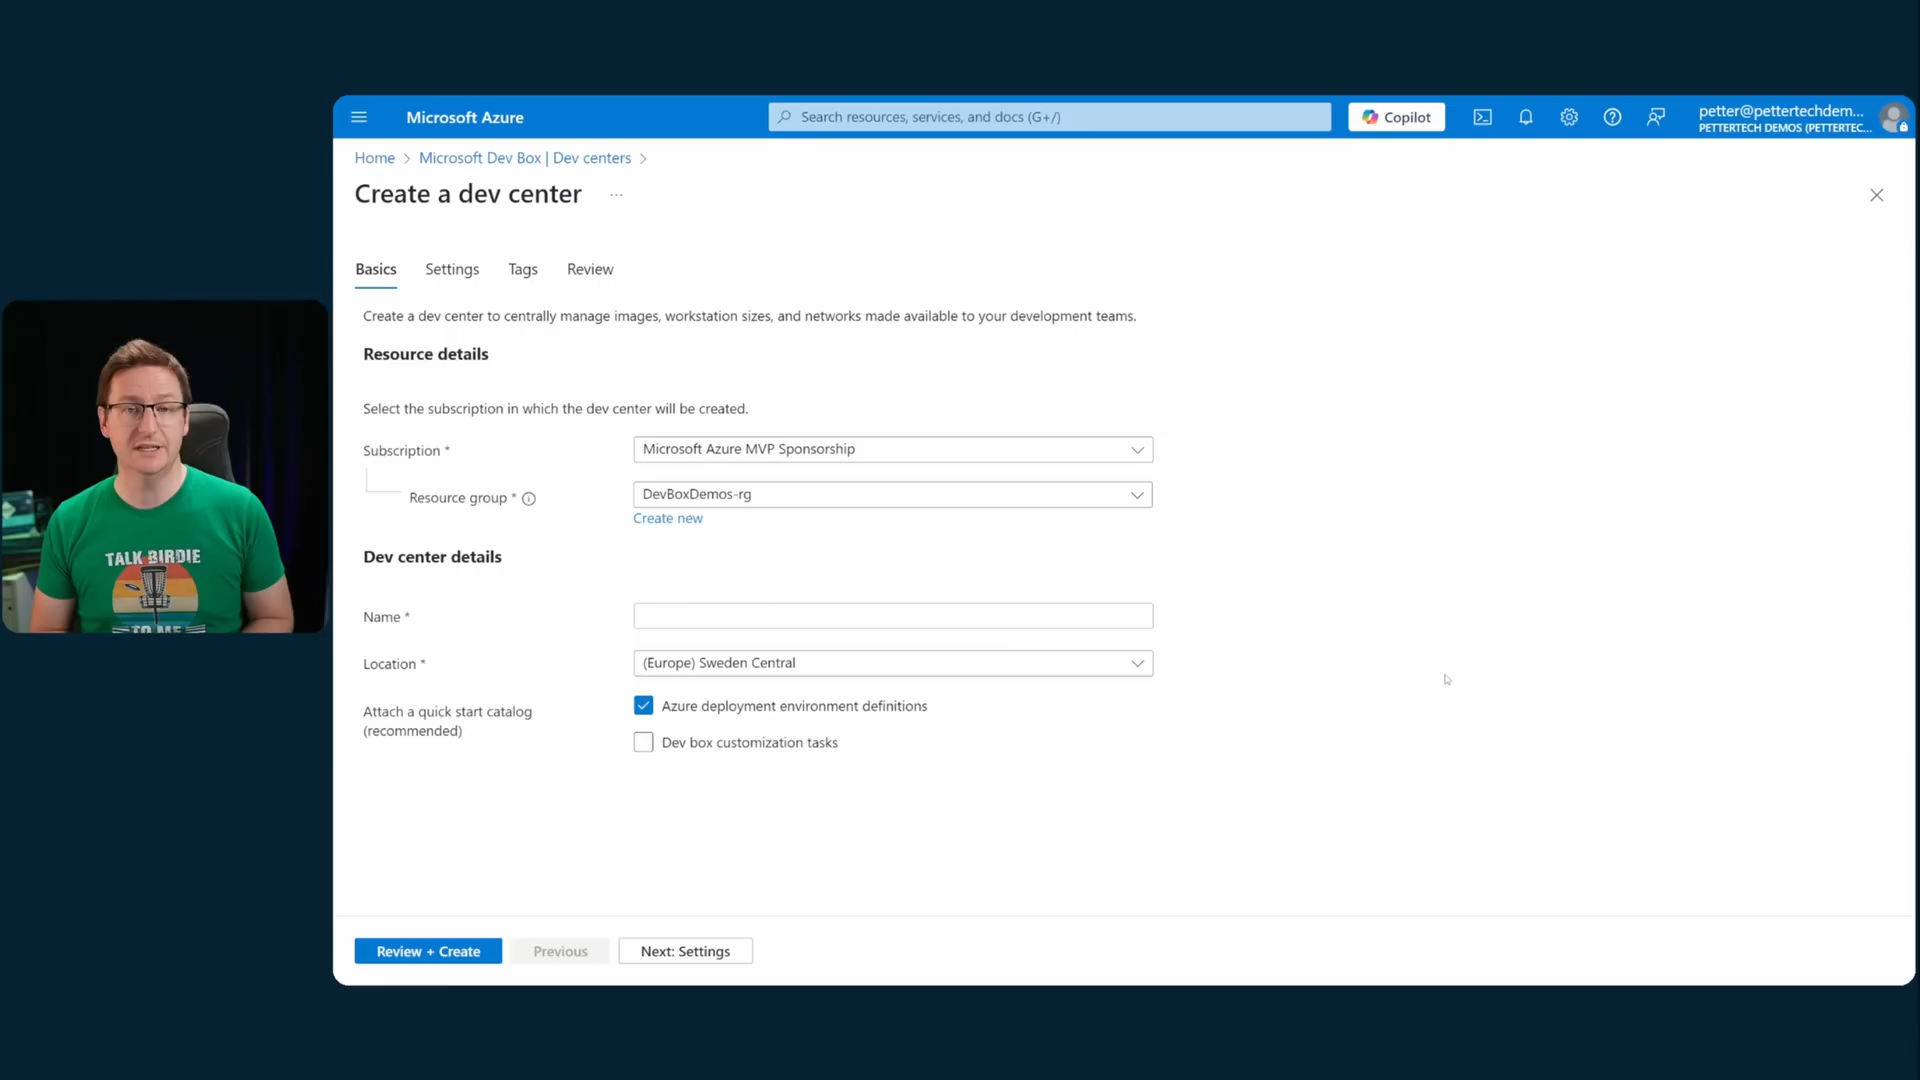 Microsoft Azure
Search resources, services, and docs (G+/)
Copilot
petter@pettertechdem...
PETTERTECH DEMOS (PETTERTEC...
Home > Microsoft Dev Box | Dev centers >
Create a dev center ...
Basics Settings Tags Review
Create a dev center to centrally manage images, workstation sizes, and networks made available to your development teams.
Resource details
Select the subscription in which the dev center will be created.
Subscription *
Microsoft Azure MVP Sponsorship
Resource group *
DevBoxDemos-rg
Create new
Dev center details
Name *
Location *
(Europe) Sweden Central
Attach a quick start catalog
(recommended)
Azure deployment environment definitions
Dev box customization tasks
Review + Create
Previous
Next: Settings
TALK BIRDIE
TO ME